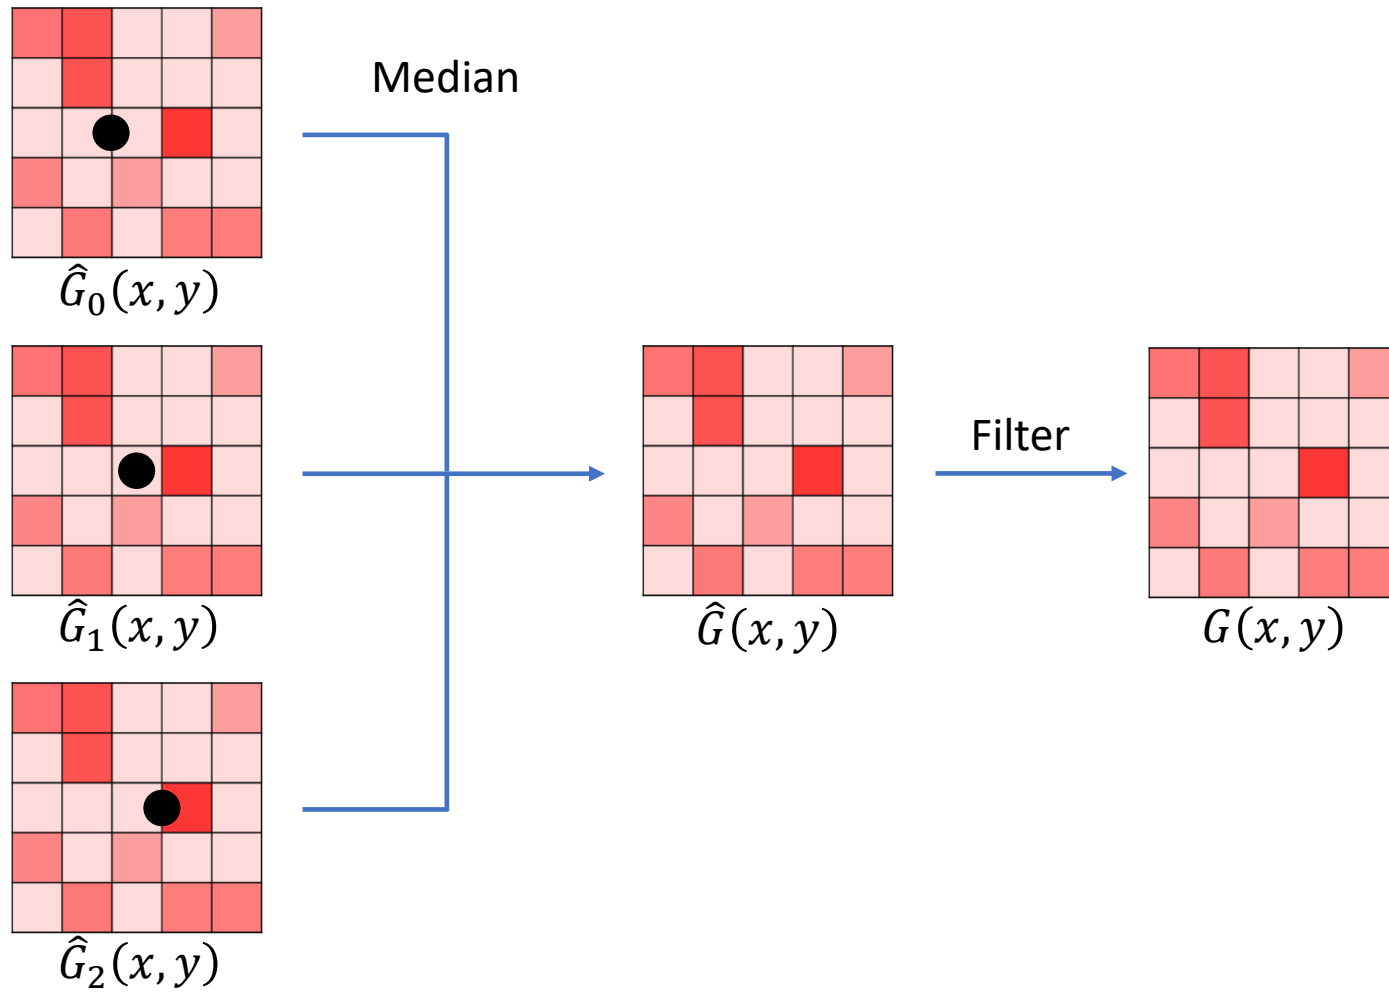 Median
Ĝ₀(x, y)
Ĝ₁(x, y)
Filter
Ĝ(x, y)
G(x, y)
Ĝ₂(x, y)